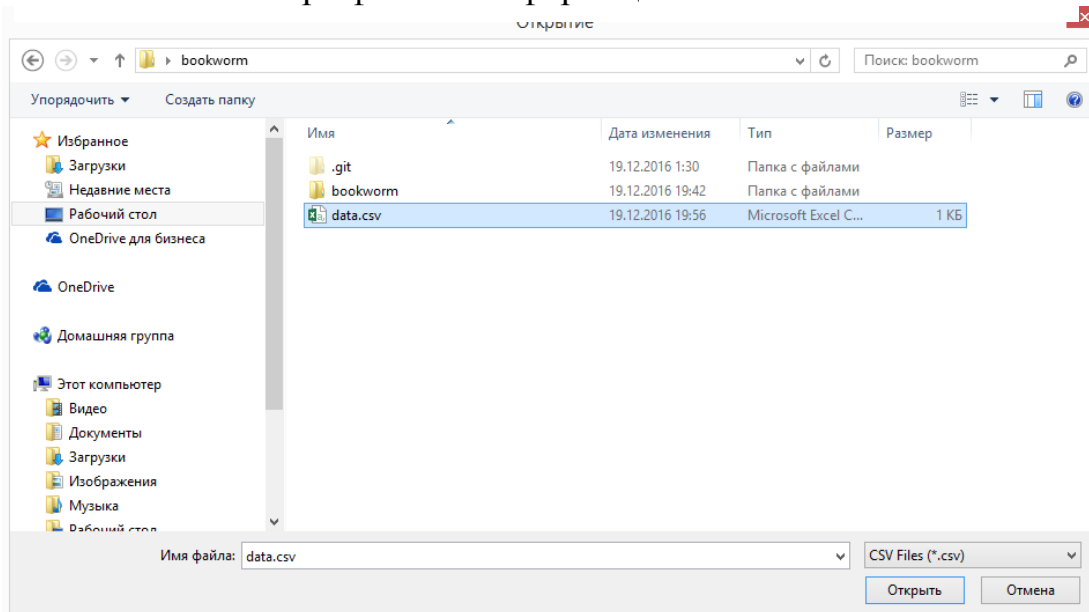 Открытие
bookworm
Поиск: bookworm
Упорядочить
Создать папку
Имя
Дата изменения
Тип
Размер
.git
19.12.2016 1:30
Папка с файлами
bookworm
19.12.2016 19:42
Папка с файлами
data.csv
19.12.2016 19:56
Microsoft Excel C...
1 КБ
Избранное
Загрузки
Недавние места
Рабочий стол
OneDrive для бизнеса
OneDrive
Домашняя группа
Этот компьютер
Видео
Документы
Загрузки
Изображения
Музыка
Рабочий стол
Имя файла:
data.csv
CSV Files (*.csv)
Открыть
Отмена